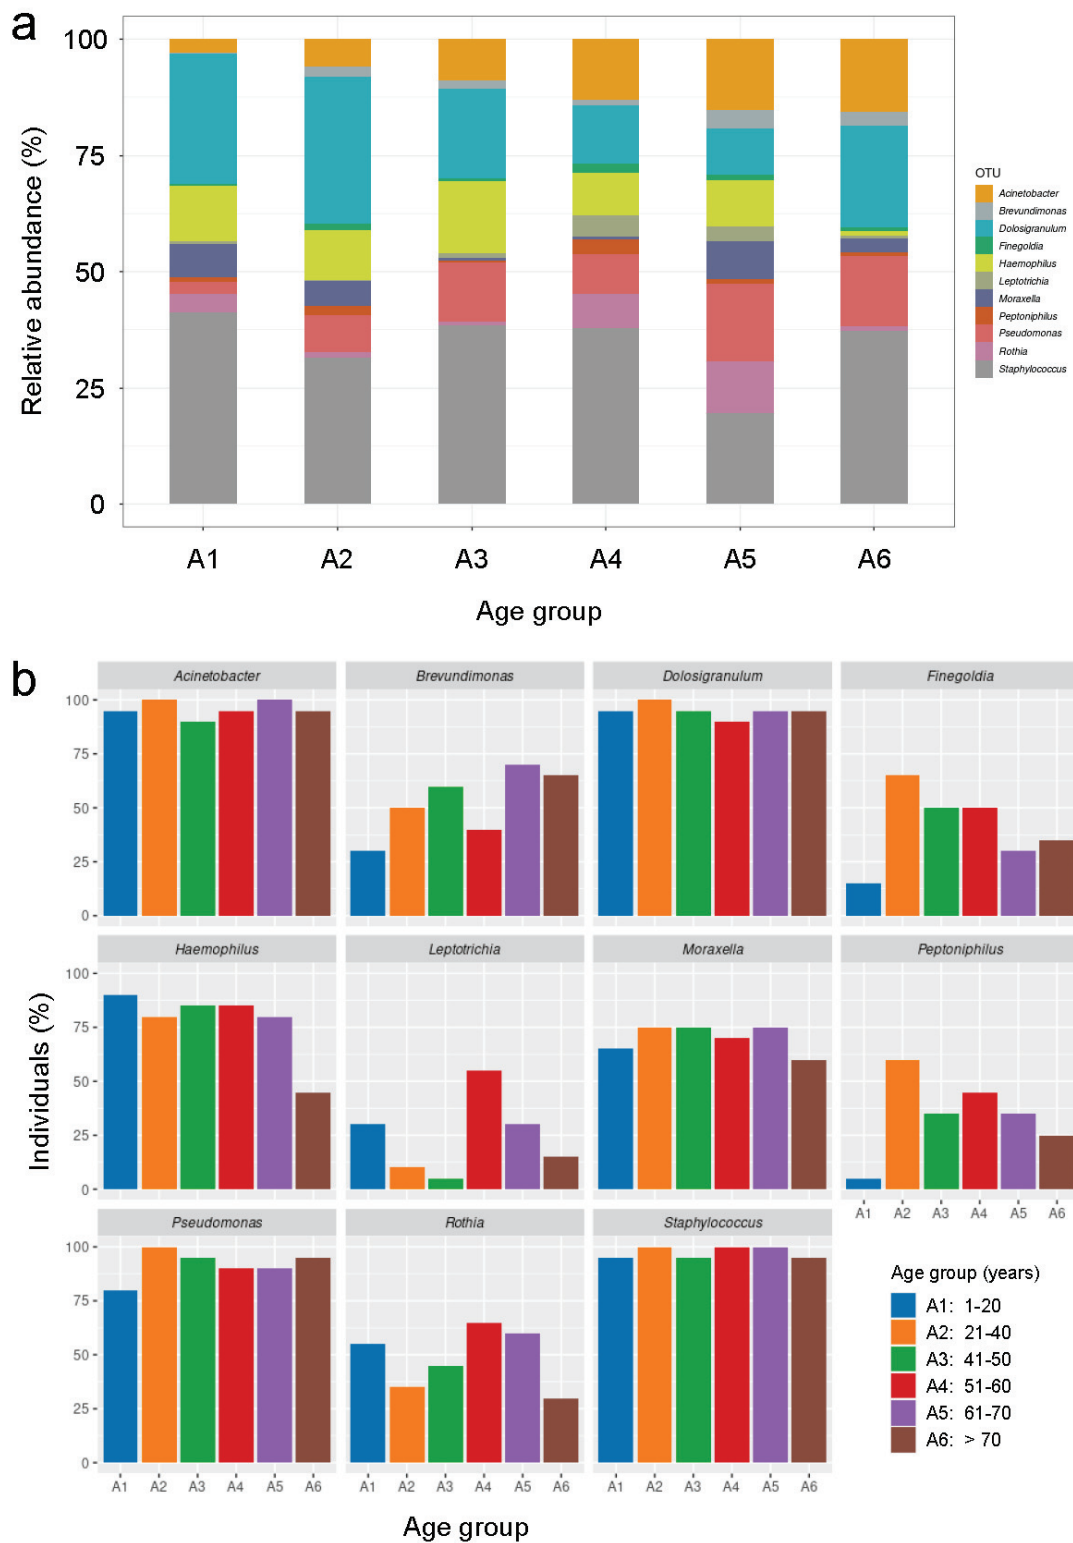 a
100
75
50
25
0
Relative abundance (%)
A1 A2 A3 A4 A5 A6
Age group
OTU
Acinetobacter
Brevundimonas
Dolosigranulum
Finegoldia
Haemophilus
Leptotrichia
Moraxella
Peptoniphilus
Pseudomonas
Rothia
Staphylococcus
b
Acinetobacter Brevundimonas Dolosigranulum Finegoldia
100
75
50
25
0
Haemophilus Leptotrichia Moraxella Peptoniphilus
100
75
50
25
0
Individuals (%)
A1 A2 A3 A4 A5 A6
Pseudomonas Rothia Staphylococcus
100
75
50
25
0
A1 A2 A3 A4 A5 A6 A1 A2 A3 A4 A5 A6 A1 A2 A3 A4 A5 A6
Age group
Age group (years)
A1: 1-20
A2: 21-40
A3: 41-50
A4: 51-60
A5: 61-70
A6: > 70